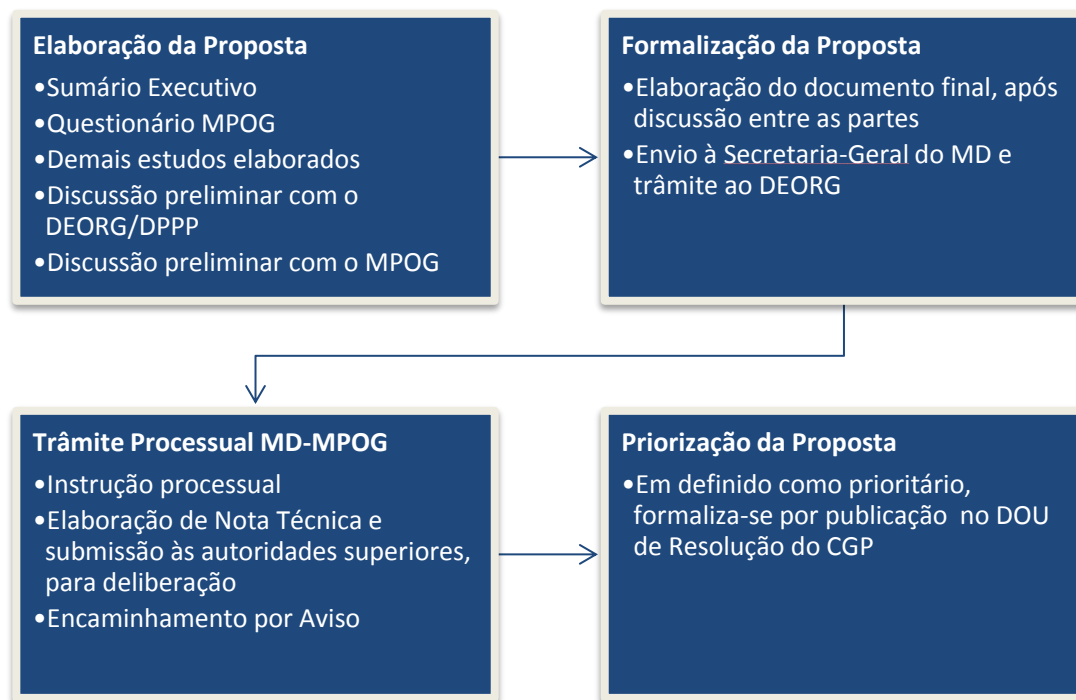 Elaboração da Proposta
•Sumário Executivo
•Questionário MPOG
•Demais estudos elaborados
•Discussão preliminar com o
DEORG/DPPP
•Discussão preliminar com o MPOG
Formalização da Proposta
•Elaboração do documento final, após
discussão entre as partes
•Envio à Secretaria-Geral do MD e
trâmite ao DEORG
Trâmite Processual MD-MPOG
•Instrução processual
•Elaboração de Nota Técnica e
submissão às autoridades superiores,
para deliberação
•Encaminhamento por Aviso
Priorização da Proposta
•Em definido como prioritário,
formaliza-se por publicação no DOU
de Resolução do CGP